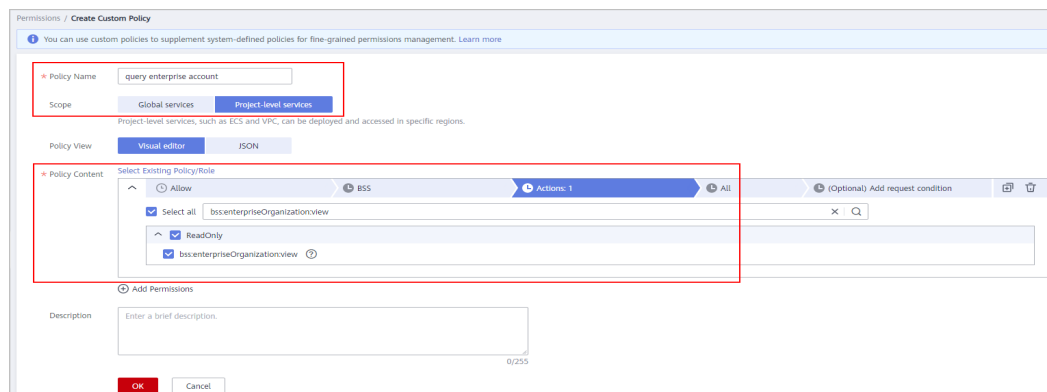 Permissions / Create Custom Policy
You can use custom policies to supplement system-defined policies for fine-grained permissions management. Learn more
* Policy Name query enterprise account
Scope Global services Project-level services
Project-level services, such as ECS and VPC, can be deployed and accessed in specific regions.
Policy View Visual editor JSON
* Policy Content Select Existing Policy/Role
Allow BSS Actions: 1 All (Optional) Add request condition
Select all bss:enterpriseOrganization:view
ReadOnly
bss:enterpriseOrganization:view
Add Permissions
Description Enter a brief description.
0/255
OK Cancel